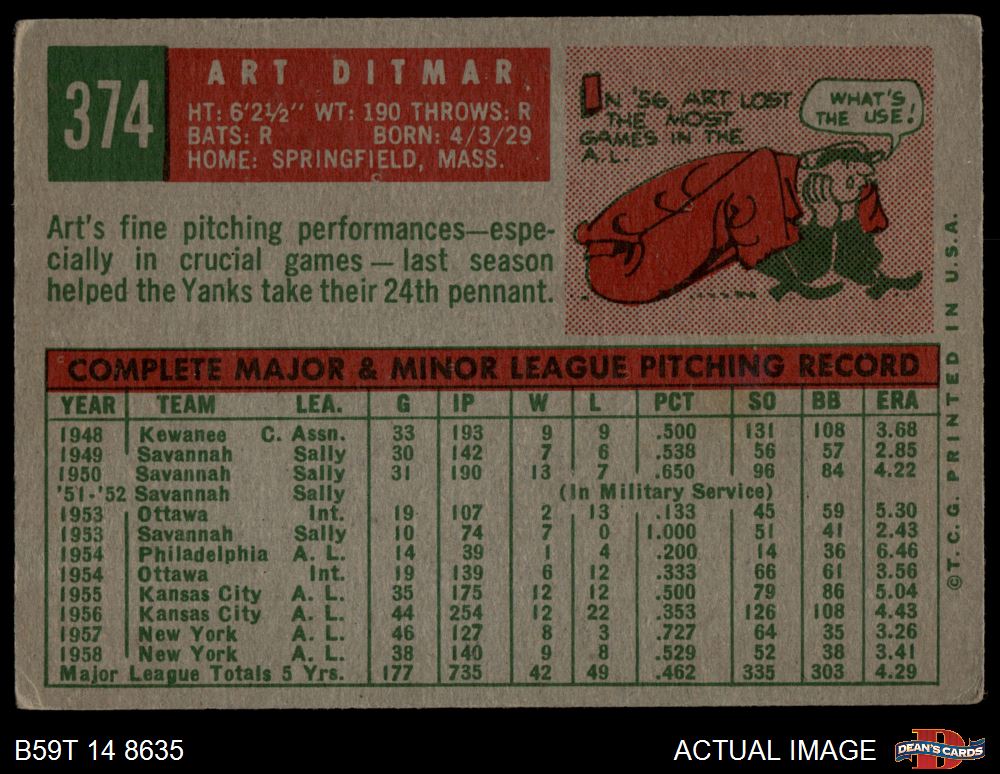 374
ART DITMAR
HT: 6'2½" WT: 190 THROWS: R
BATS: R BORN: 4/3/29
HOME: SPRINGFIELD, MASS.
IN '56 ART LOST
THE MOST
GAMES IN THE
A.L.
WHAT'S
THE USE!
Art's fine pitching performances—espe-
cially in crucial games — last season
helped the Yanks take their 24th pennant.
COMPLETE MAJOR & MINOR LEAGUE PITCHING RECORD
YEAR TEAM LEA. G IP W L PCT SO BB ERA
1948 Kewanee C. Assn. 33 193 9 9 .500 131 108 3.68
1949 Savannah Sally 30 142 7 6 .538 56 57 2.85
1950 Savannah Sally 31 190 13 7 .650 96 84 4.22
'51-'52 Savannah Sally (In Military Service)
1953 Ottawa Int. 19 107 2 13 .133 45 59 5.30
1953 Savannah Sally 10 74 7 0 1.000 51 41 2.43
1954 Philadelphia A. L. 14 39 1 4 .200 14 36 6.46
1954 Ottawa Int. 19 139 6 12 .333 66 61 3.56
1955 Kansas City A. L. 35 175 12 12 .500 79 86 5.04
1956 Kansas City A. L. 44 254 12 22 .353 126 108 4.43
1957 New York A. L. 46 127 8 3 .727 64 35 3.26
1958 New York A. L. 38 140 9 8 .529 52 38 3.41
Major League Totals 5 Yrs. 177 735 42 49 .462 335 303 4.29
©T.C.G. PRINTED IN U.S.A.
B59T 14 8635
ACTUAL IMAGE
DEAN'S CARDS